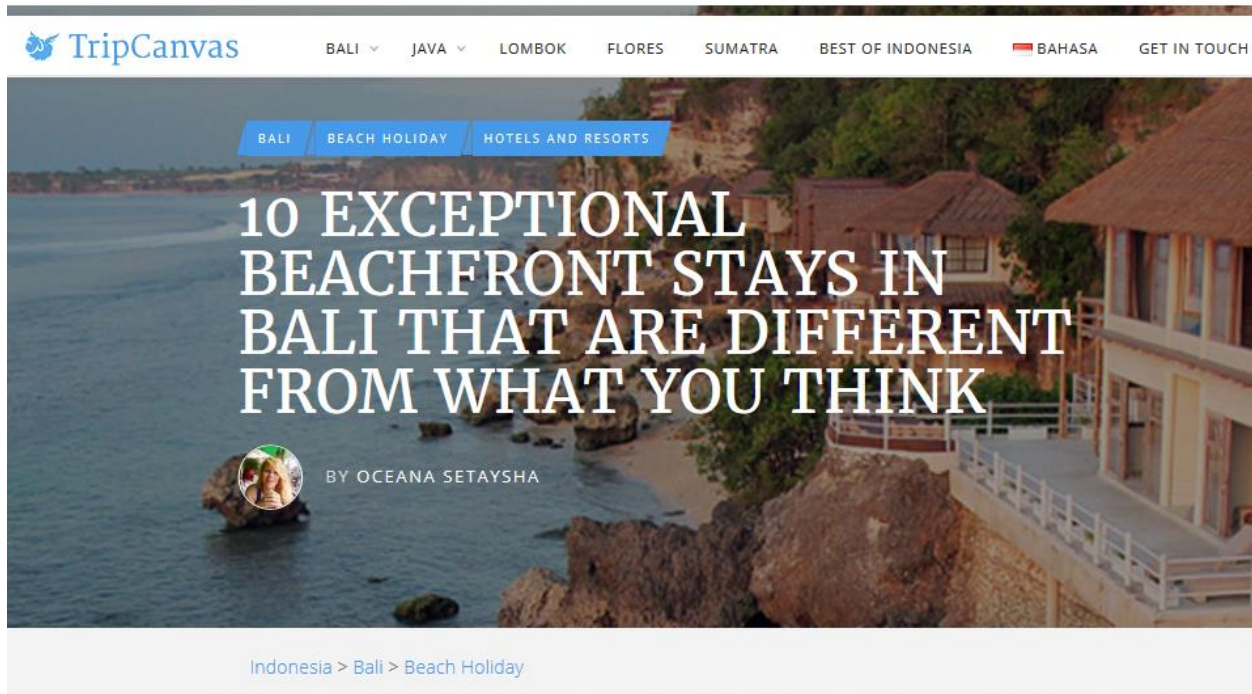 TripCanvas
BALI
JAVA
LOMBOK
FLORES
SUMATRA
BEST OF INDONESIA
BAHASA
GET IN TOUCH
BALI
BEACH HOLIDAY
HOTELS AND RESORTS
10 EXCEPTIONAL
BEACHFRONT STAYS IN
BALI THAT ARE DIFFERENT
FROM WHAT YOU THINK
BY OCEANA SETAYSHA
Indonesia > Bali > Beach Holiday